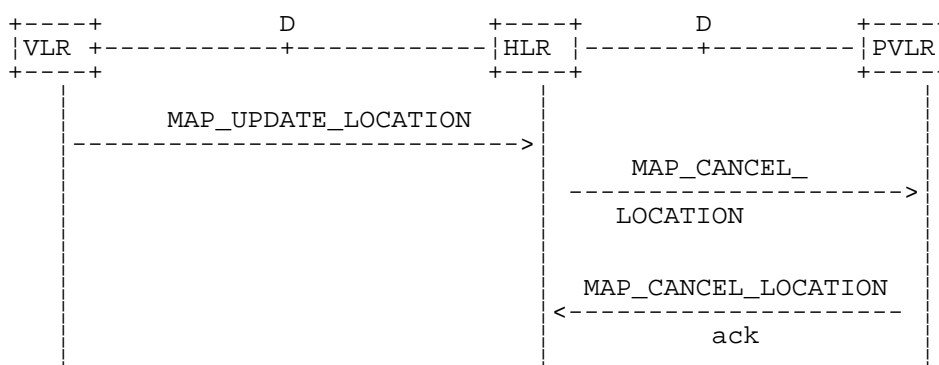 D D
VLR HLR PVLR
MAP_UPDATE_LOCATION
MAP_CANCEL_
LOCATION
MAP_CANCEL_LOCATION
ack